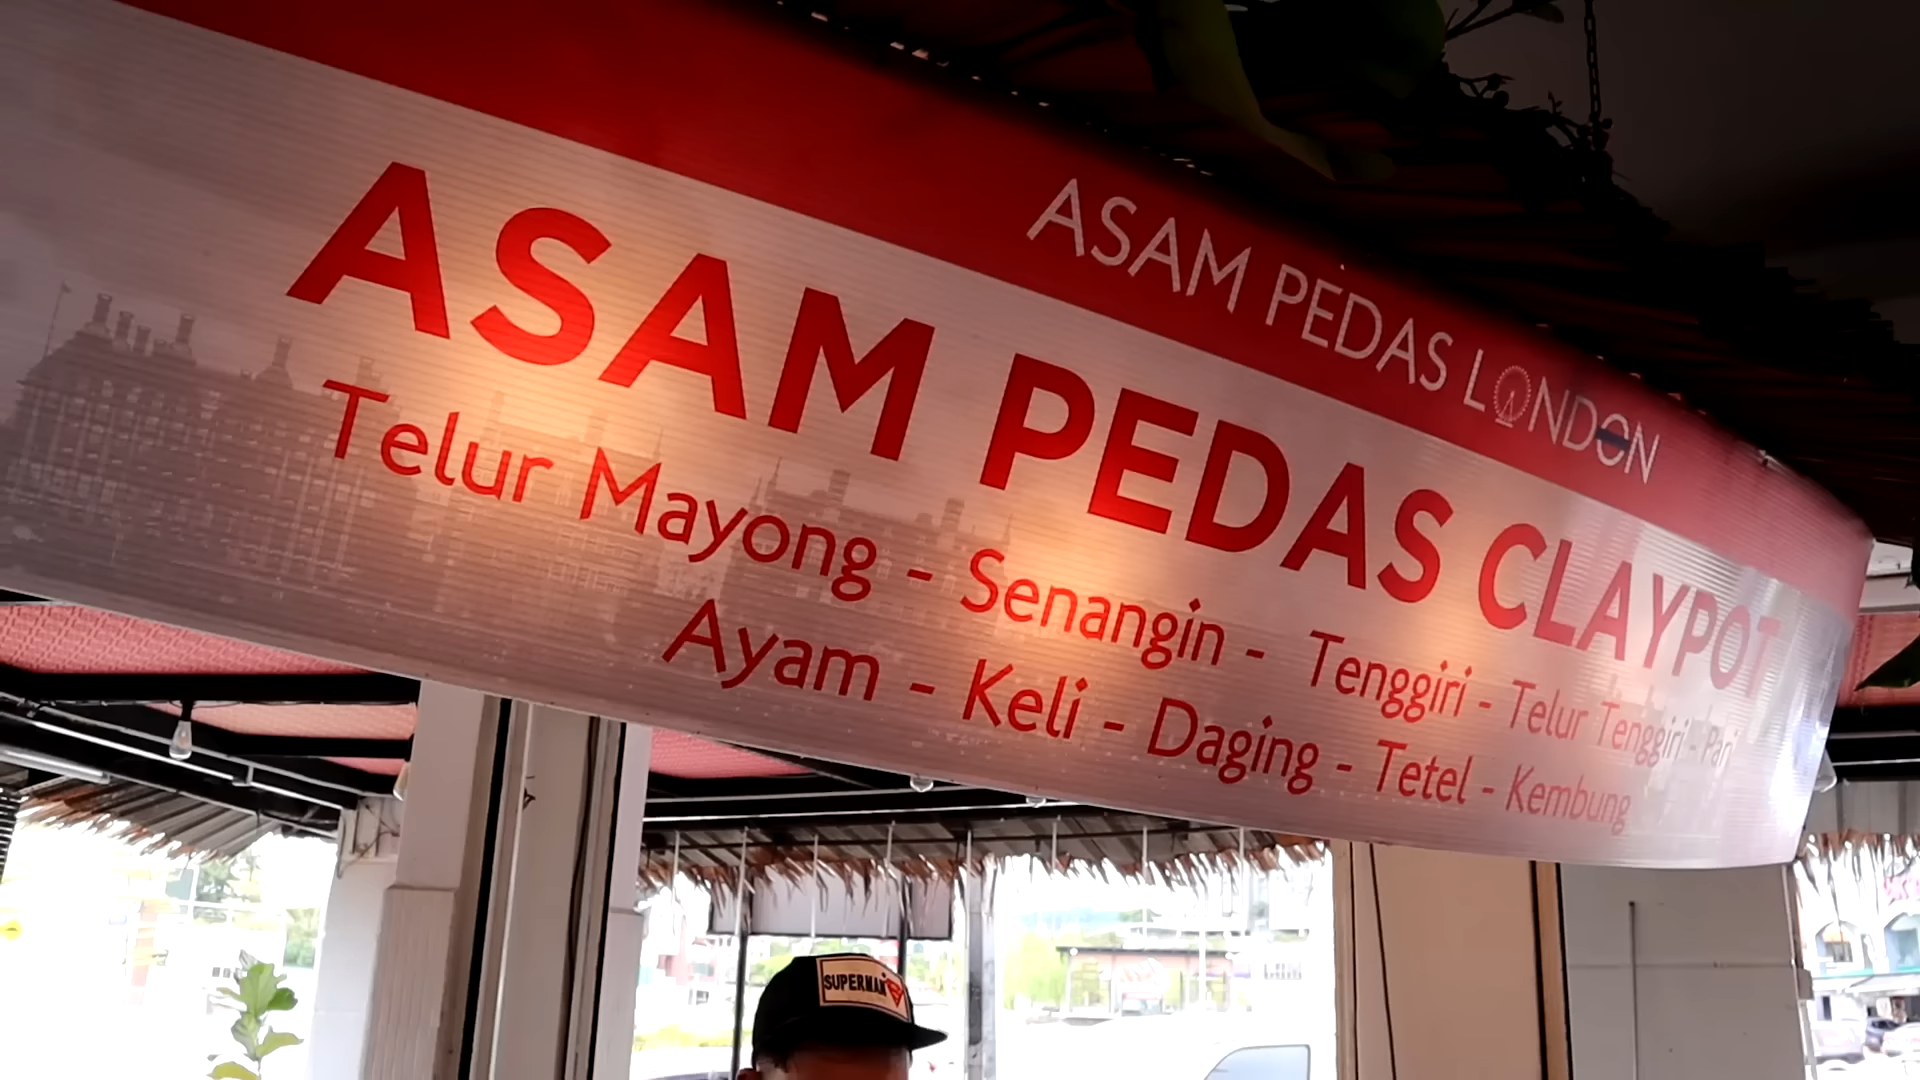 ASAM PEDAS LONDON
ASAM PEDAS CLAYPOT
Telur Mayong - Senangin - Tenggiri - Telur Tenggiri - Pari
Ayam - Keli - Daging - Tetel - Kembung
SUPERMAN